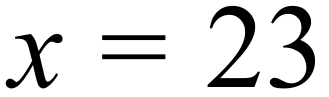 x = 23